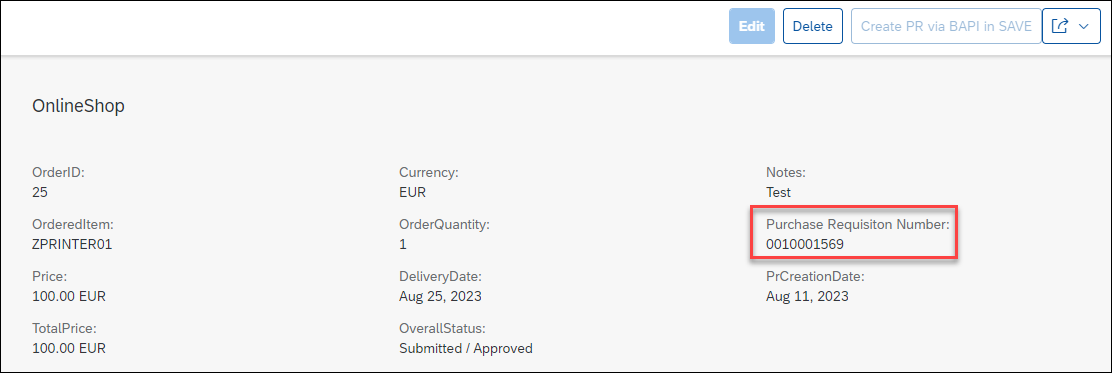 Edit Delete Create PR via BAPI in SAVE
OnlineShop
OrderID: Currency: Notes:
25 EUR Test
OrderedItem: OrderQuantity: Purchase Requisiton Number:
ZPRINTER01 1 0010001569
Price: DeliveryDate: PrCreationDate:
100.00 EUR Aug 25, 2023 Aug 11, 2023
TotalPrice: OverallStatus:
100.00 EUR Submitted / Approved